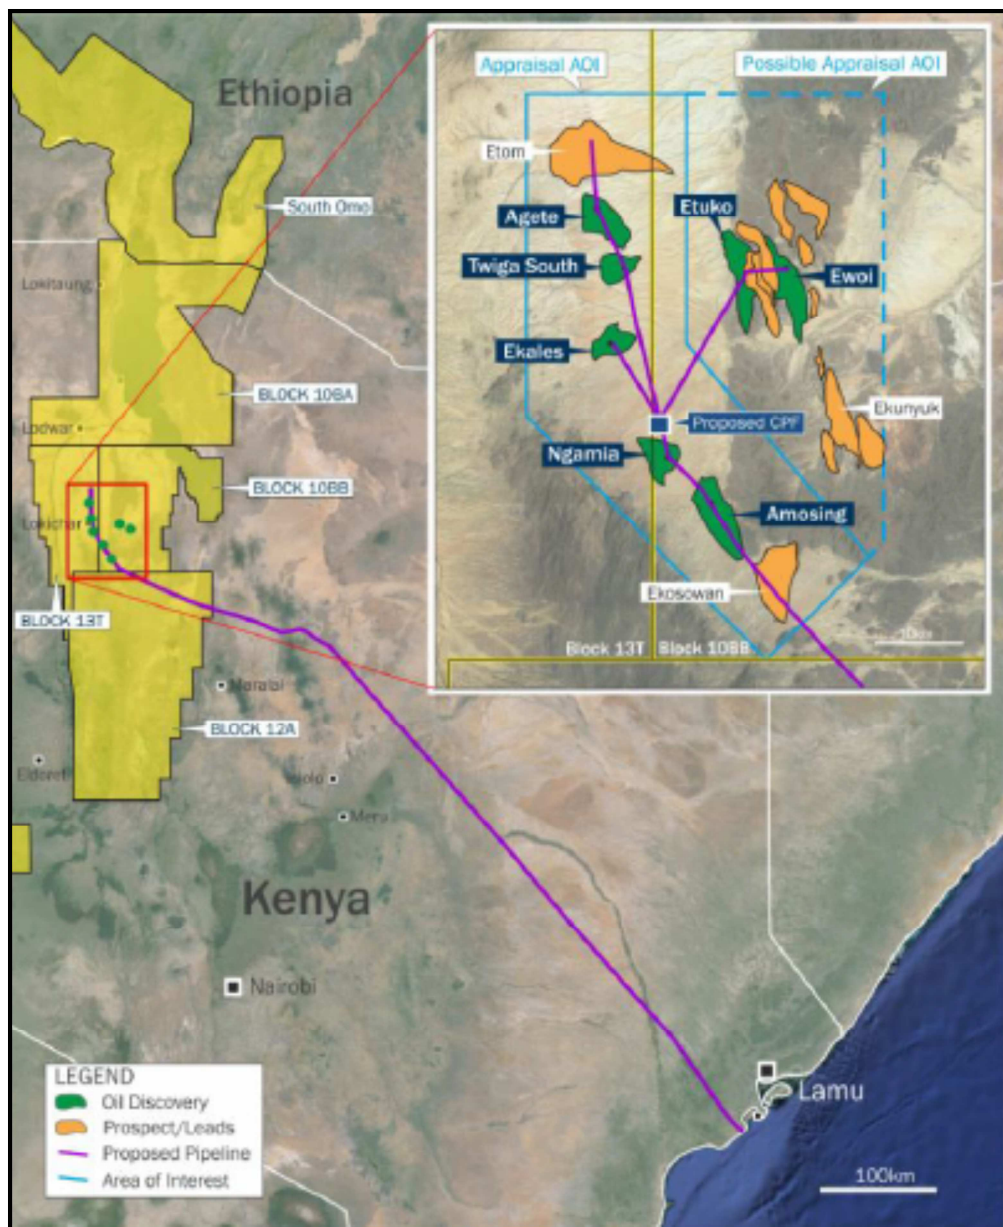 Ethiopia
South Omo
Lokitaung
BLOCK 10BA
Lodwar
BLOCK 10BB
Lokichar
BLOCK 13T
Maralal
BLOCK 12A
Eldoret
Meru
Kenya
Nairobi
Lamu
100km
Appraisal AOI
Possible Appraisal AOI
Etom
Agete
Etuko
Twiga South
Ewoi
Ekales
Ekunyuk
Proposed CPF
Ngamia
Amosing
Ekosowan
10km
Block 13T
Block 10BB
LEGEND
Oil Discovery
Prospect/Leads
Proposed Pipeline
Area of Interest